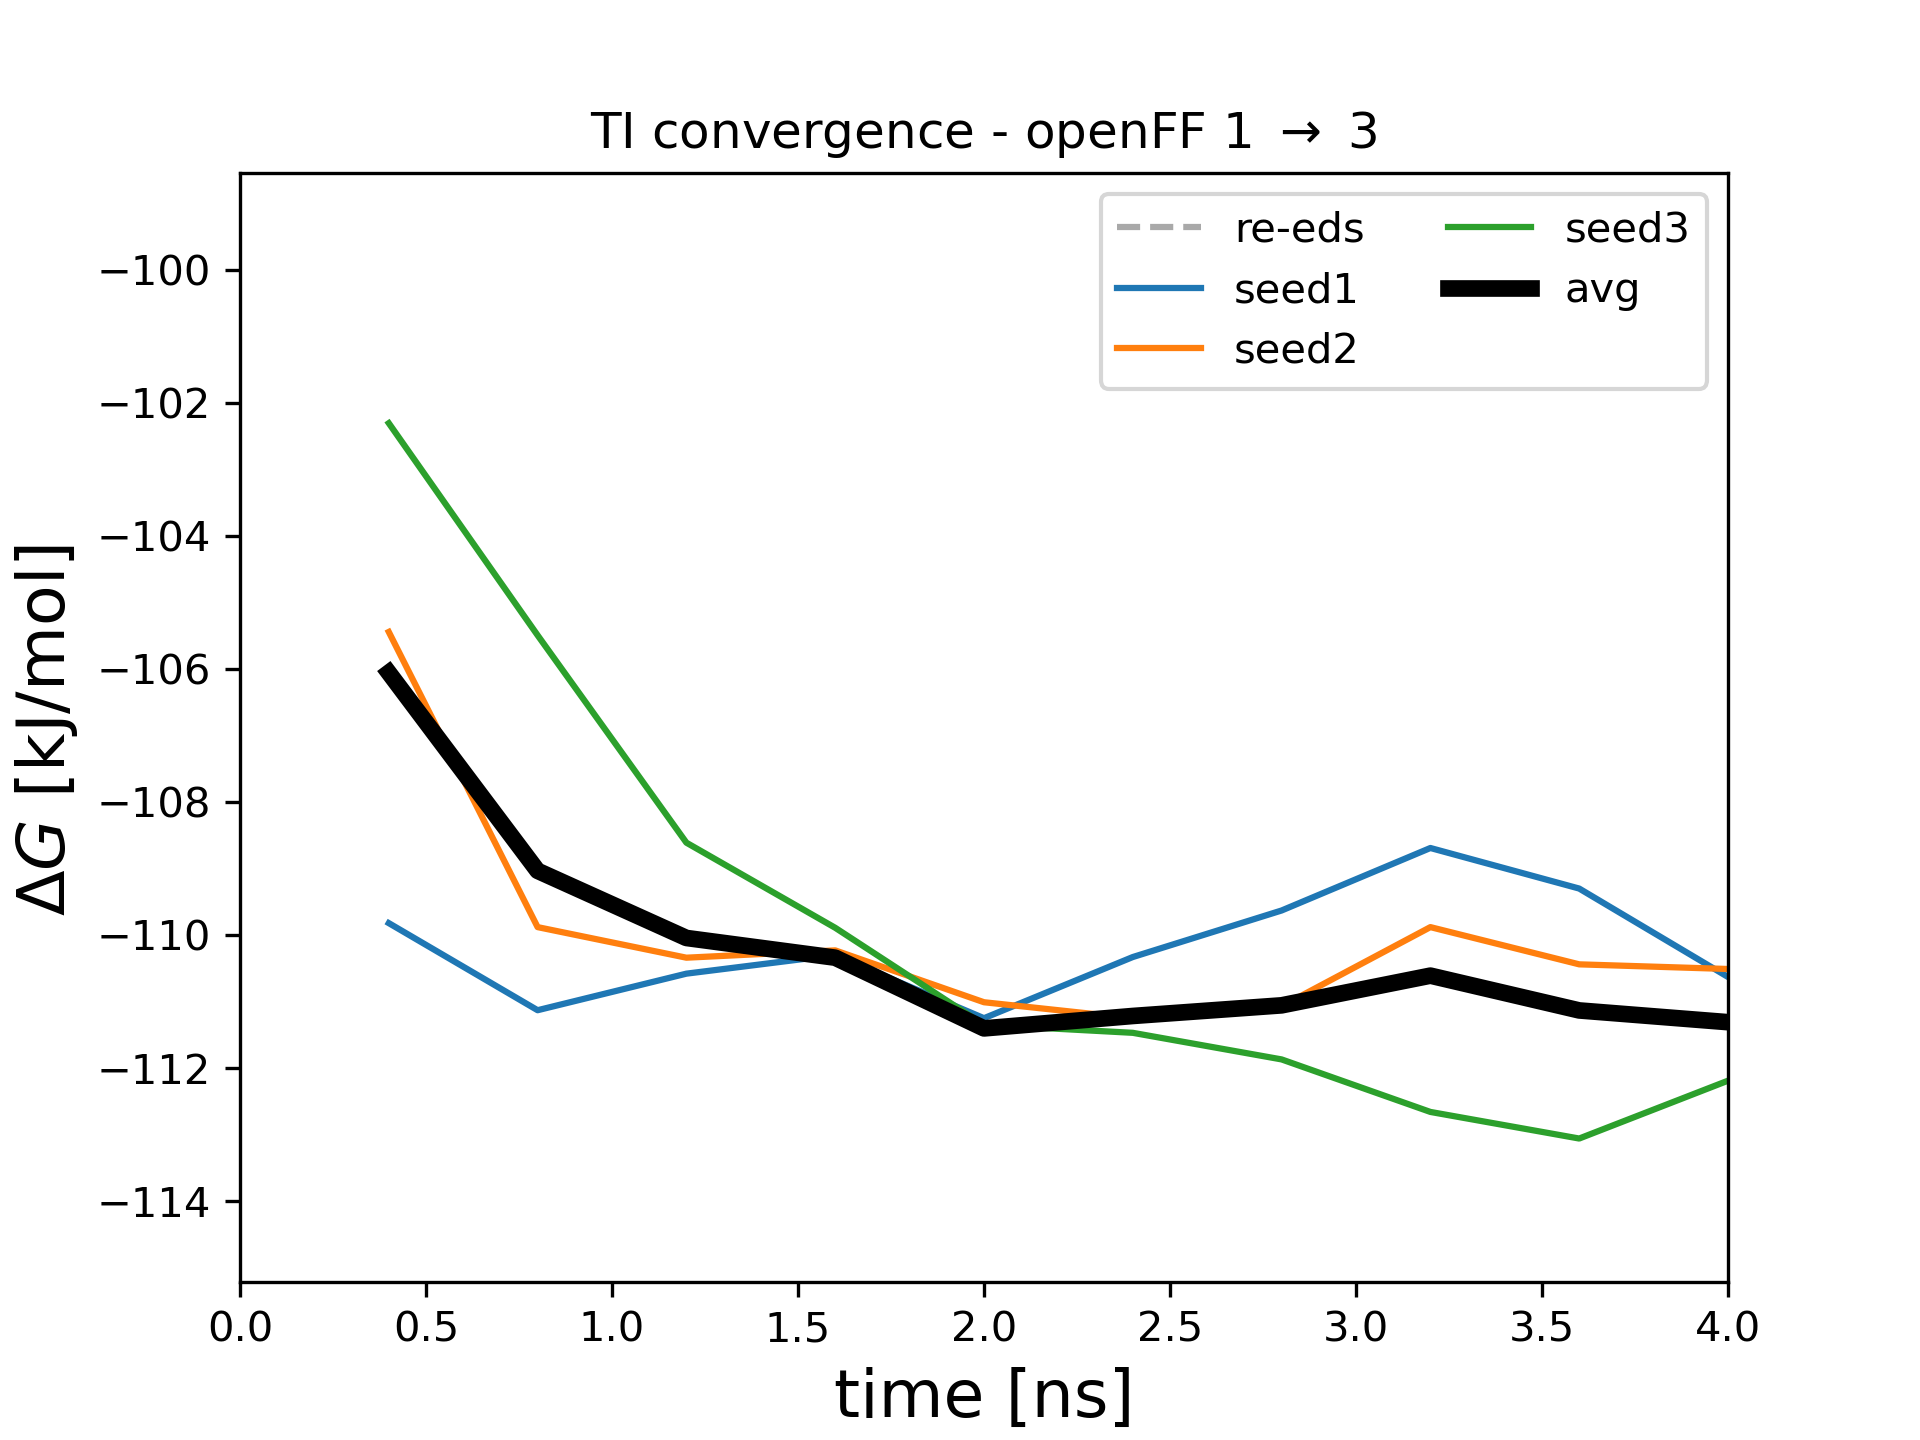 TI convergence - openFF 1 → 3
re-eds
seed1
seed2
seed3
avg
ΔG [kJ/mol]
−100
−102
−104
−106
−108
−110
−112
−114
0.0 0.5 1.0 1.5 2.0 2.5 3.0 3.5 4.0
time [ns]